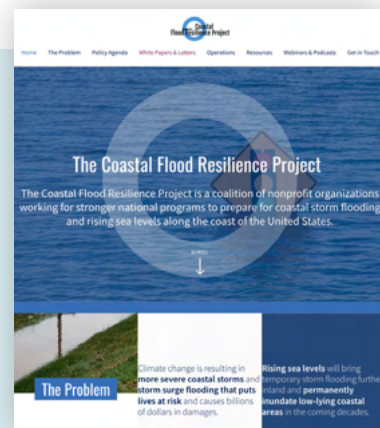 Coastal
Flood Resilience Project
Home The Problem Policy Agenda White Papers & Letters Operations Resources Webinars & Podcasts Get in Touch
The Coastal Flood Resilience Project
The Coastal Flood Resilience Project is a coalition of nonprofit organizations
working for stronger national programs to prepare for coastal storm flooding
and rising sea levels along the coast of the United States.
The Problem
Climate change is resulting in
more severe coastal storms and
storm surge flooding that puts
lives at risk and causes billions
of dollars in damages.
Rising sea levels will bring
temporary storm flooding further
inland and permanently
inundate low-lying coastal
areas in the coming decades.